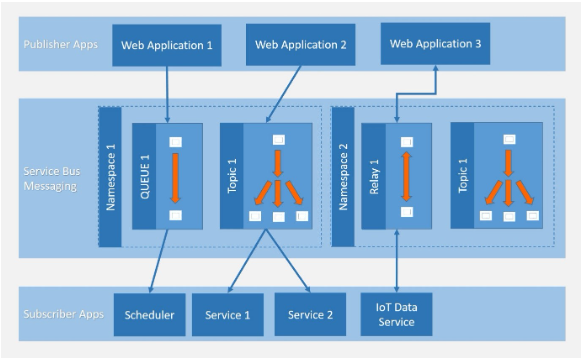 Publisher Apps
Web Application 1
Web Application 2
Web Application 3
Service Bus
Messaging
Namespace 1
QUEUE 1
Topic 1
Namespace 2
Relay 1
Topic 1
Subscriber Apps
Scheduler
Service 1
Service 2
IoT Data
Service